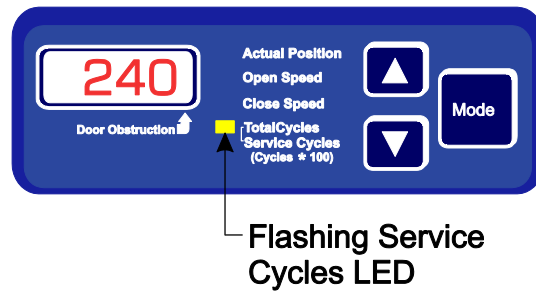 240
Door Obstruction
Actual Position
Open Speed
Close Speed
TotalCycles
Service Cycles
(Cycles * 100)
Mode
Flashing Service
Cycles LED